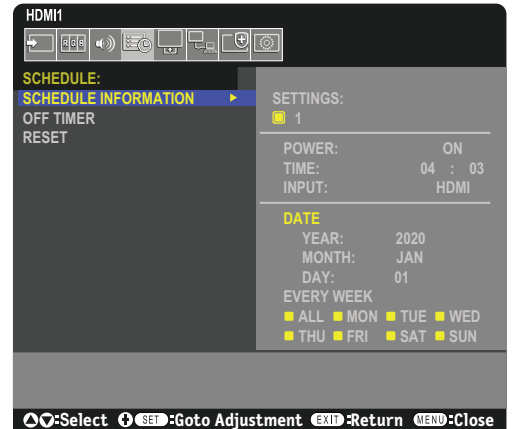 HDMI1
RGB
SCHEDULE:
SCHEDULE INFORMATION
OFF TIMER
RESET
SETTINGS:
1
POWER: ON
TIME: 04 : 03
INPUT: HDMI
DATE
YEAR: 2020
MONTH: JAN
DAY: 01
EVERY WEEK
ALL MON TUE WED
THU FRI SAT SUN
:Select SET :Goto Adjustment EXIT :Return MENU :Close